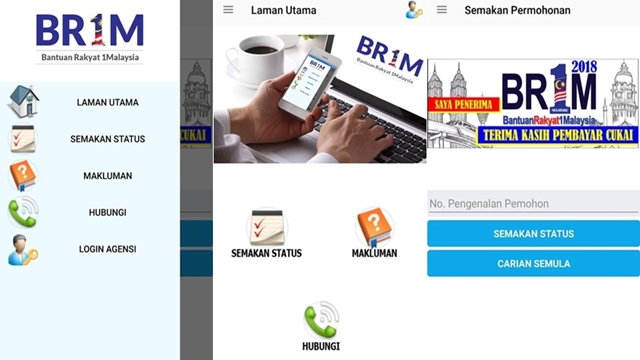 BR1M
Bantuan Rakyat 1Malaysia
LAMAN UTAMA
SEMAKAN STATUS
MAKLUMAN
HUBUNGI
LOGIN AGENSI
CUKAI
Laman Utama
BR1M
Bantuan Rakyat 1Malaysia
BR1M
SEMAKAN STATUS
MAKLUMAN
HUBUNGI
Semakan Permohonan
2018
SAYA PENERIMA
BR1M
BantuanRakyat1Malaysia
TERIMA KASIH PEMBAYAR CUKAI
No. Pengenalan Pemohon
SEMAKAN STATUS
CARIAN SEMULA